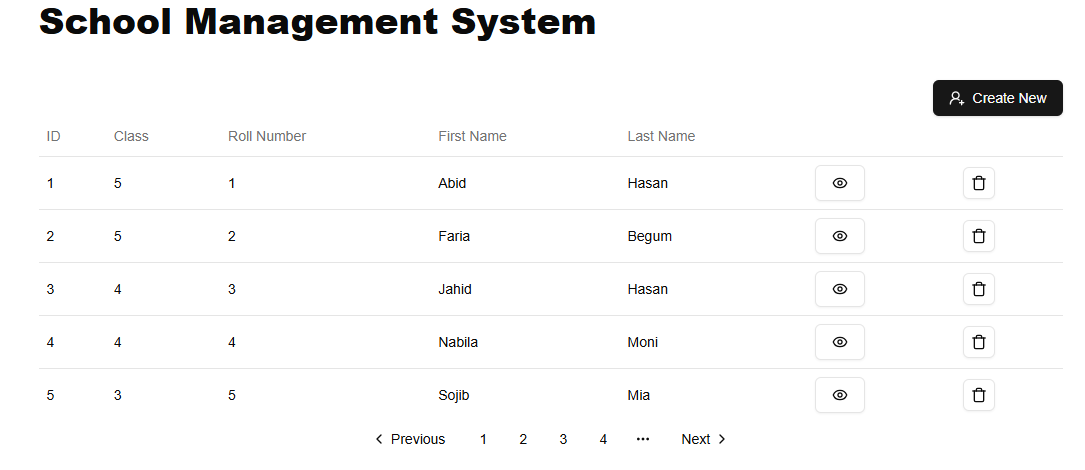 School Management System
Create New
ID Class Roll Number First Name Last Name
1 5 1 Abid Hasan
2 5 2 Faria Begum
3 4 3 Jahid Hasan
4 4 4 Nabila Moni
5 3 5 Sojib Mia
Previous 1 2 3 4 ••• Next